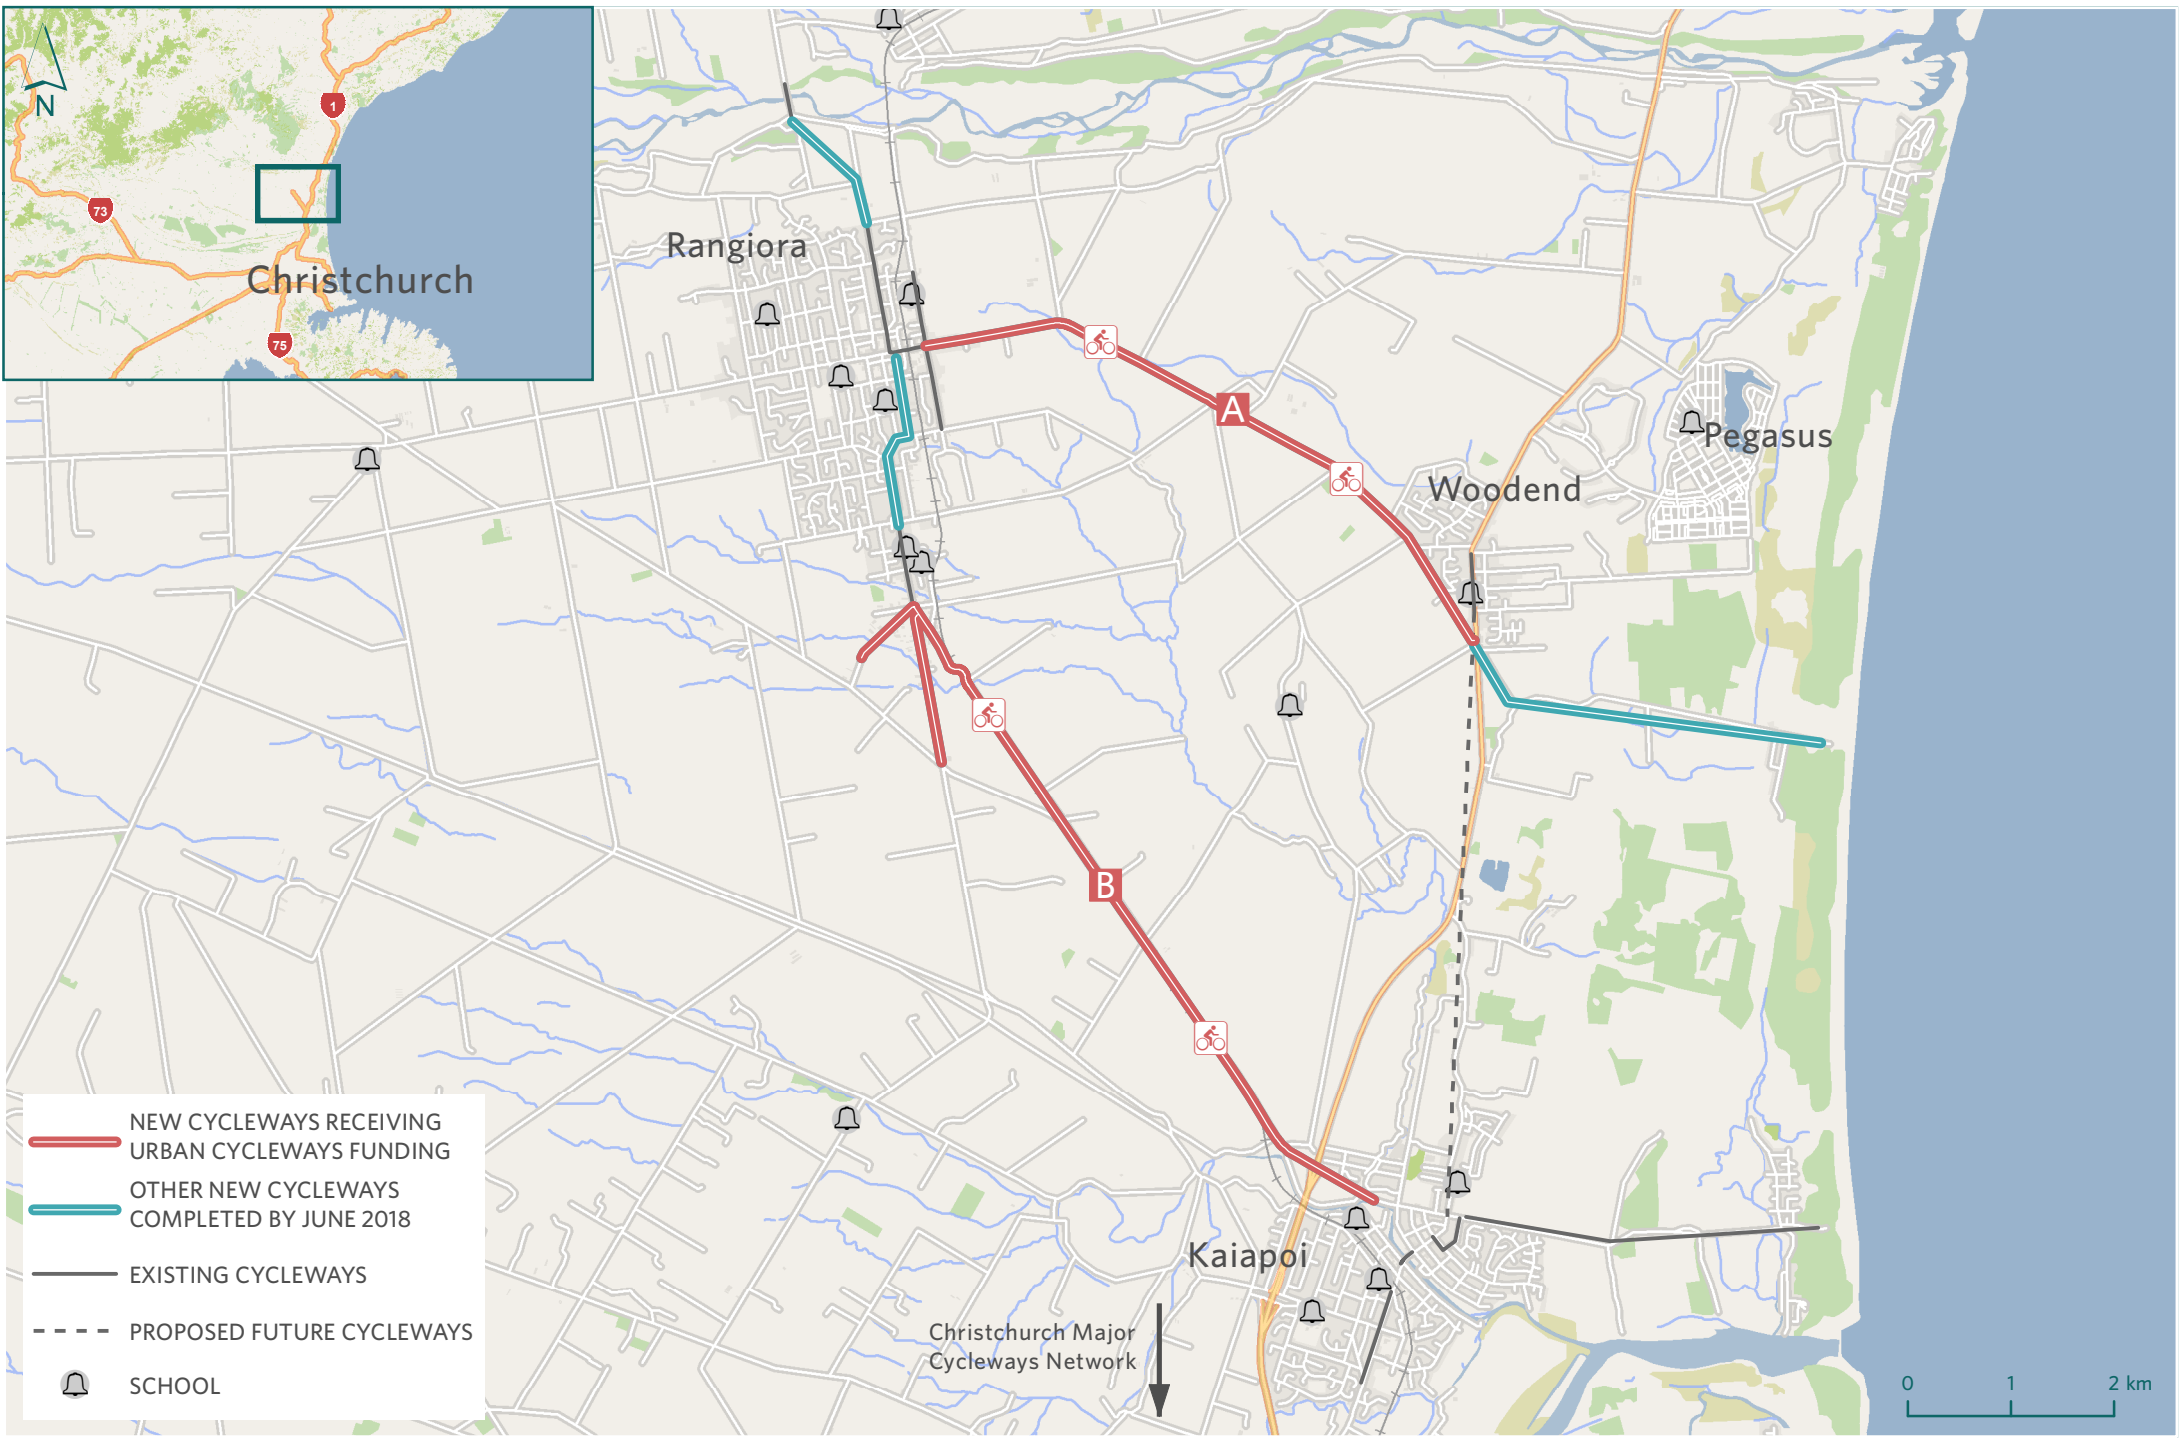 N
1
73
Christchurch
75
Rangiora
A
Pegasus
Woodend
B
NEW CYCLEWAYS RECEIVING
URBAN CYCLEWAYS FUNDING
OTHER NEW CYCLEWAYS
COMPLETED BY JUNE 2018
EXISTING CYCLEWAYS
PROPOSED FUTURE CYCLEWAYS
SCHOOL
Kaiapoi
Christchurch Major
Cycleways Network
0 1 2 km